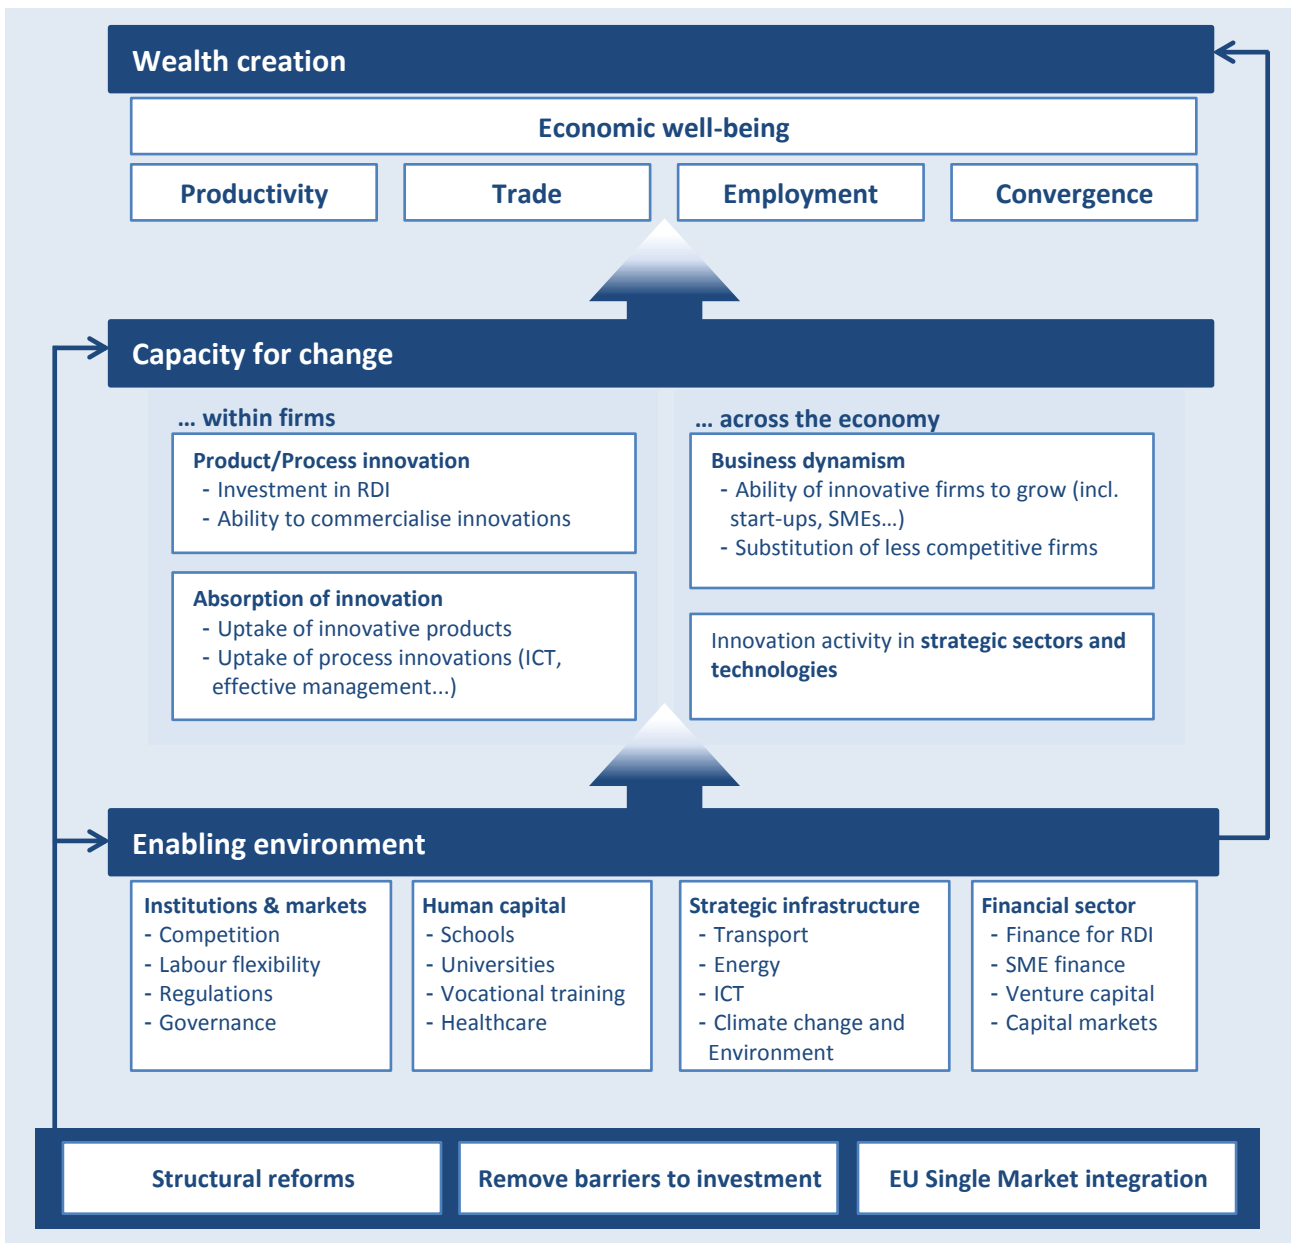 Wealth creation
Economic well-being
Productivity
Trade
Employment
Convergence
Capacity for change
... within firms
Product/Process innovation
- Investment in RDI
- Ability to commercialise innovations
Absorption of innovation
- Uptake of innovative products
- Uptake of process innovations (ICT,
effective management...)
... across the economy
Business dynamism
- Ability of innovative firms to grow (incl.
start-ups, SMEs...)
- Substitution of less competitive firms
Innovation activity in strategic sectors and
technologies
Enabling environment
Institutions & markets
- Competition
- Labour flexibility
- Regulations
- Governance
Human capital
- Schools
- Universities
- Vocational training
- Healthcare
Strategic infrastructure
- Transport
- Energy
- ICT
- Climate change and
Environment
Financial sector
- Finance for RDI
- SME finance
- Venture capital
- Capital markets
Structural reforms
Remove barriers to investment
EU Single Market integration